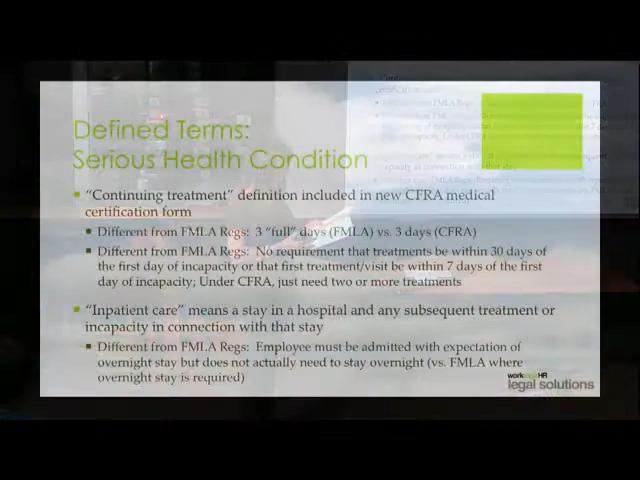 Defined Terms:
Serious Health Condition
"Continuing treatment" definition included in new CFRA medical
certification form
Different from FMLA Regs: 3 "full" days (FMLA) vs. 3 days (CFRA)
Different from FMLA Regs: No requirement that treatments be within 30 days of
the first day of incapacity or that first treatment/visit be within 7 days of the first
day of incapacity; Under CFRA, just need two or more treatments
"Inpatient care" means a stay in a hospital and any subsequent treatment or
incapacity in connection with that stay
Different from FMLA Regs: Employee must be admitted with expectation of
overnight stay but does not actually need to stay overnight (vs. FMLA where
overnight stay is required)
legal solutions